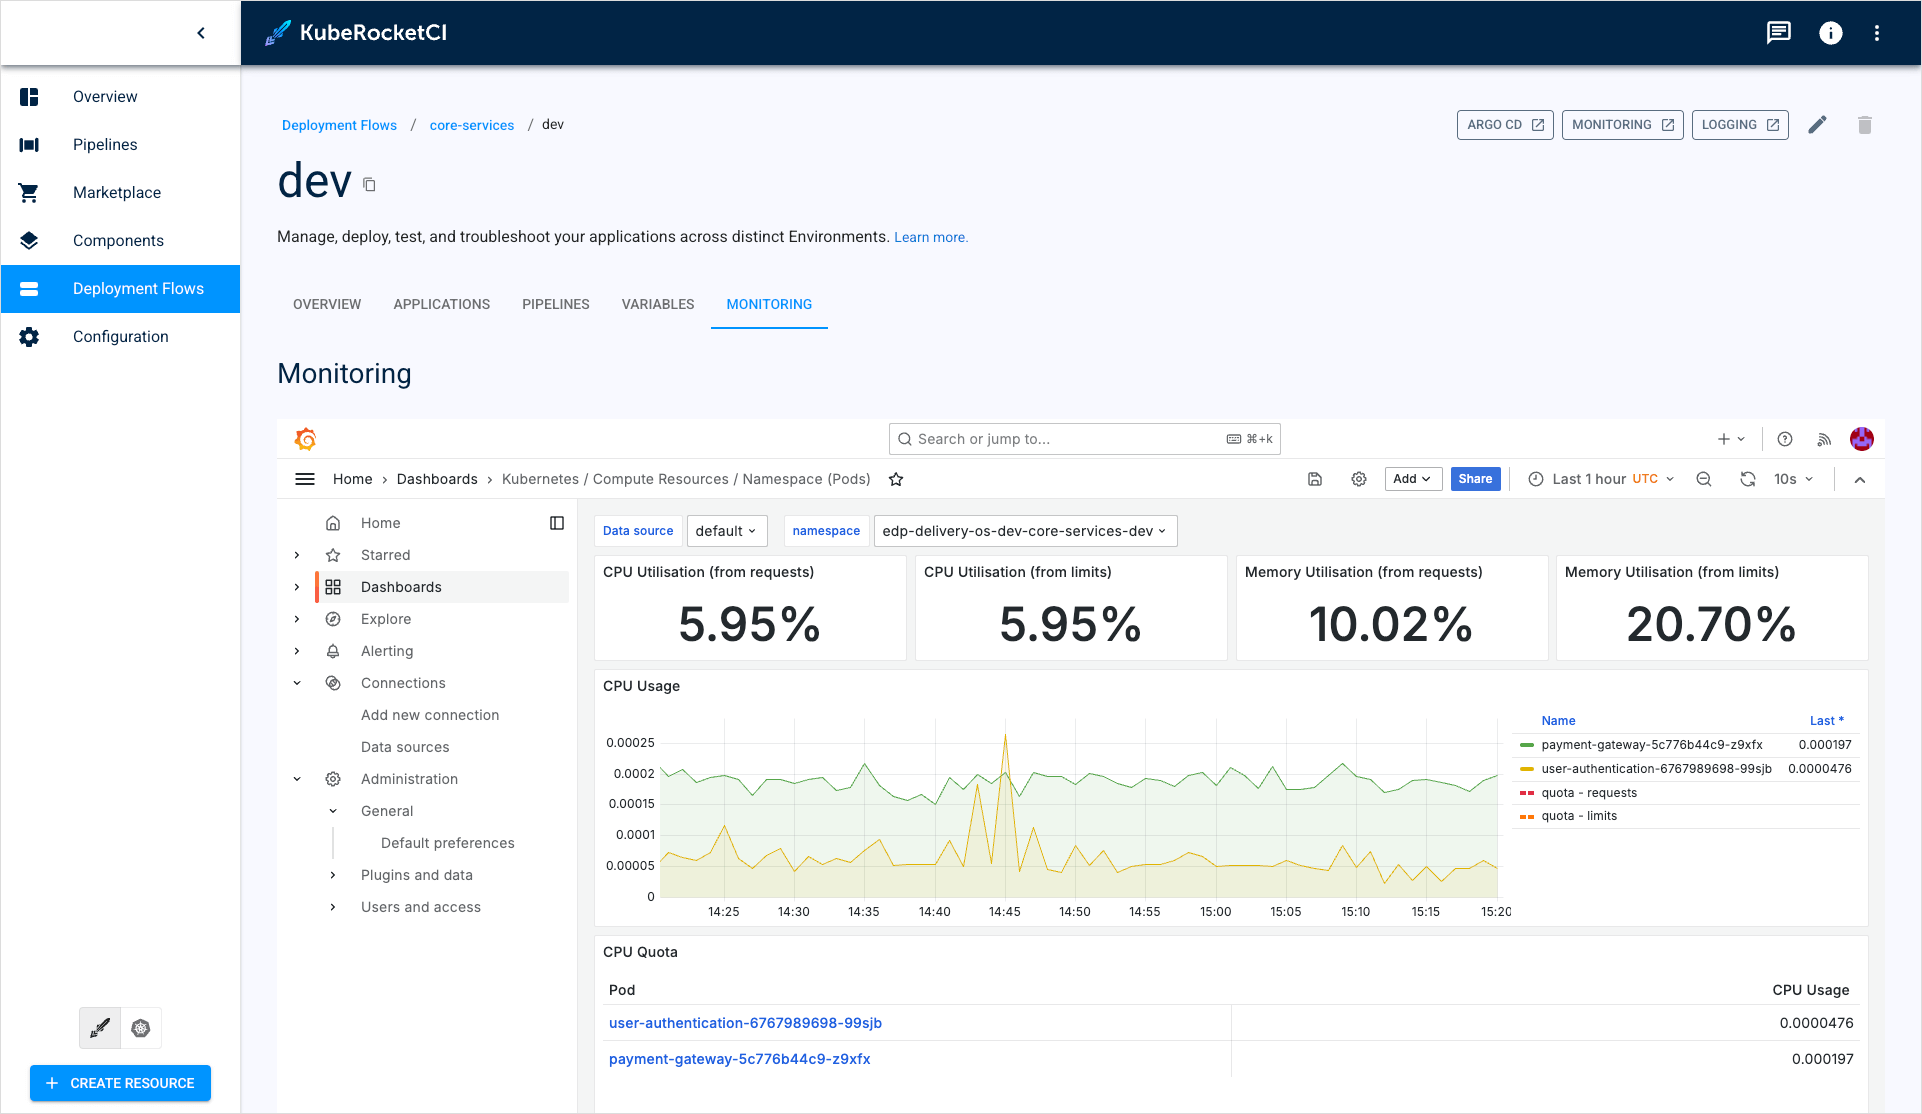 KubeRocketCI
Overview
Pipelines
Marketplace
Components
Deployment Flows
Configuration
CREATE RESOURCE
Deployment Flows / core-services / dev
ARGO CD
MONITORING
LOGGING
dev
Manage, deploy, test, and troubleshoot your applications across distinct Environments. Learn more.
OVERVIEW APPLICATIONS PIPELINES VARIABLES MONITORING
Monitoring
Search or jump to... ⌘+k
Home › Dashboards › Kubernetes / Compute Resources / Namespace (Pods)
Add Share Last 1 hour UTC 10s
Home
Starred
Dashboards
Explore
Alerting
Connections
Add new connection
Data sources
Administration
General
Default preferences
Plugins and data
Users and access
Data source default namespace edp-delivery-os-dev-core-services-dev
CPU Utilisation (from requests)
5.95%
CPU Utilisation (from limits)
5.95%
Memory Utilisation (from requests)
10.02%
Memory Utilisation (from limits)
20.70%
CPU Usage
0.00025
0.0002
0.00015
0.0001
0.00005
0
14:25 14:30 14:35 14:40 14:45 14:50 14:55 15:00 15:05 15:10 15:15 15:20
Name Last *
payment-gateway-5c776b44c9-z9xfx 0.000197
user-authentication-6767989698-99sjb 0.0000476
quota - requests
quota - limits
CPU Quota
Pod CPU Usage
user-authentication-6767989698-99sjb 0.0000476
payment-gateway-5c776b44c9-z9xfx 0.000197